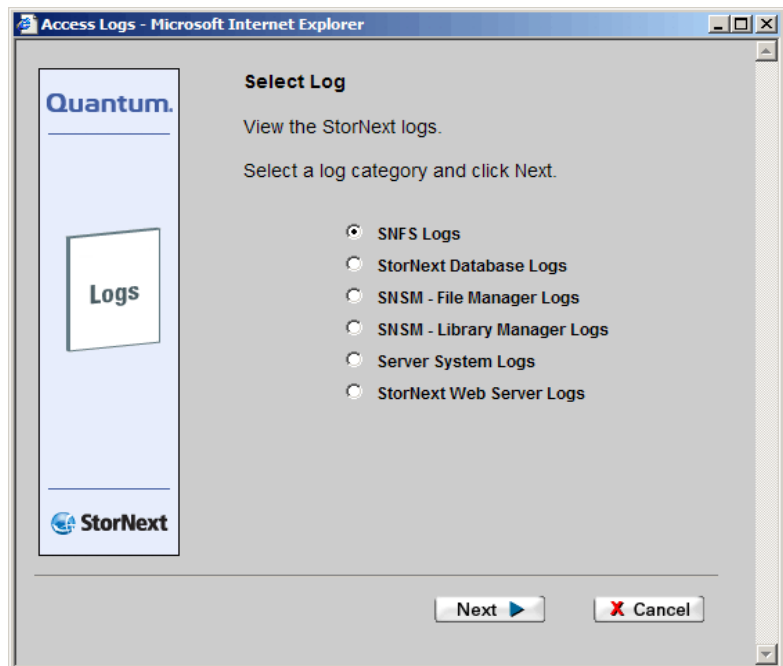 Access Logs - Microsoft Internet Explorer
Quantum.
Logs
StorNext
Select Log
View the StorNext logs.
Select a log category and click Next.
SNFS Logs
StorNext Database Logs
SNSM - File Manager Logs
SNSM - Library Manager Logs
Server System Logs
StorNext Web Server Logs
Next
Cancel